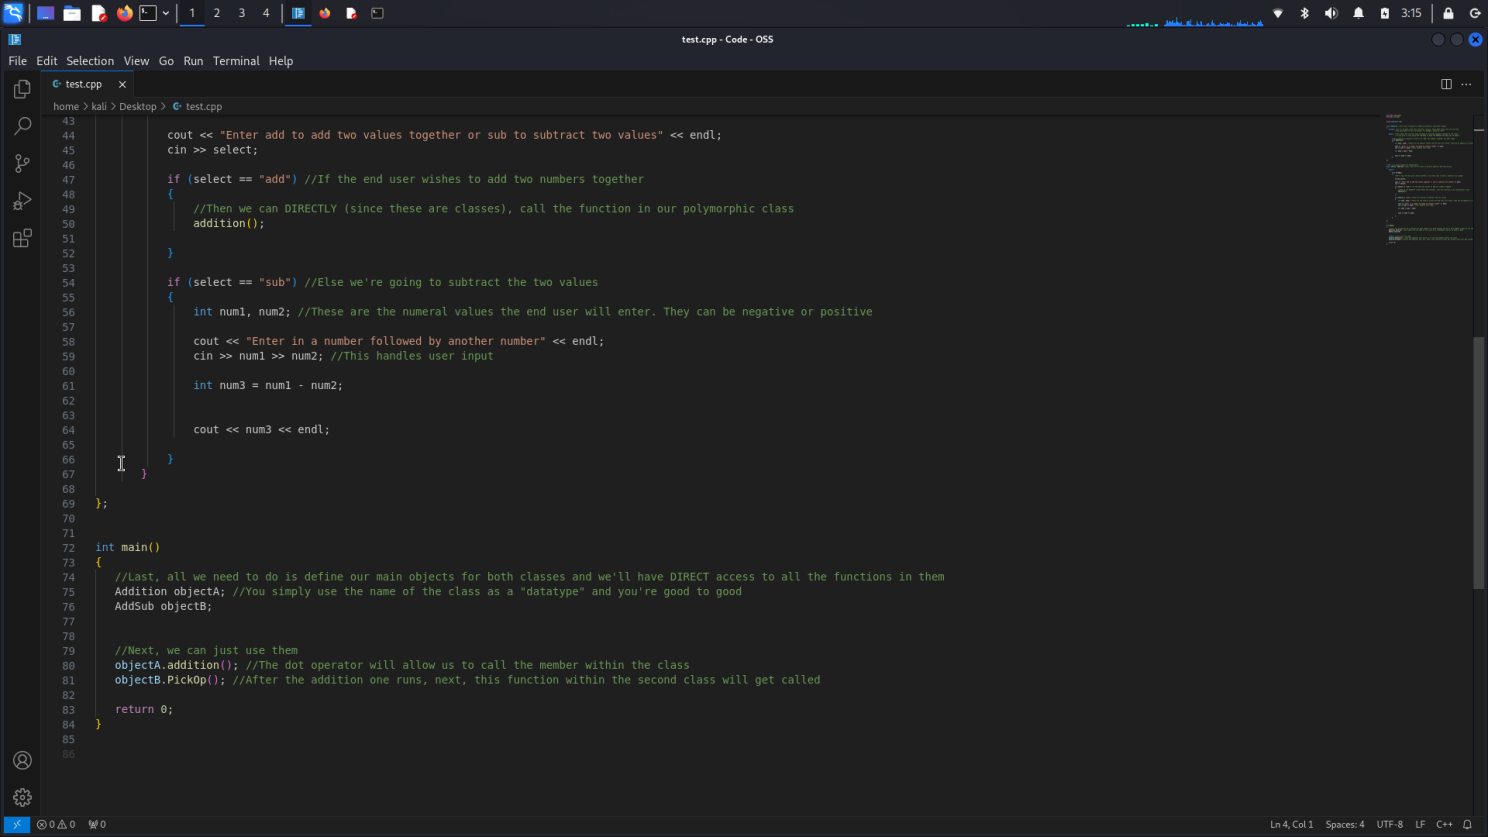 1 2 3 4 3:15
test.cpp - Code - OSS
File Edit Selection View Go Run Terminal Help
test.cpp
home > kali > Desktop > test.cpp
43
44 cout << "Enter add to add two values together or sub to subtract two values" << endl;
45 cin >> select;
46
47 if (select == "add") //If the end user wishes to add two numbers together
48 {
49 //Then we can DIRECTLY (since these are classes), call the function in our polymorphic class
50 addition();
51
52 }
53
54 if (select == "sub") //Else we're going to subtract the two values
55 {
56 int num1, num2; //These are the numeral values the end user will enter. They can be negative or positive
57
58 cout << "Enter in a number followed by another number" << endl;
59 cin >> num1 >> num2; //This handles user input
60
61 int num3 = num1 - num2;
62
63
64 cout << num3 << endl;
65
66 }
67 }
68
69 };
70
71
72 int main()
73 {
74 //Last, all we need to do is define our main objects for both classes and we'll have DIRECT access to all the functions in them
75 Addition objectA; //You simply use the name of the class as a "datatype" and you're good to good
76 AddSub objectB;
77
78
79 //Next, we can just use them
80 objectA.addition(); //The dot operator will allow us to call the member within the class
81 objectB.PickOp(); //After the addition one runs, next, this function within the second class will get called
82
83 return 0;
84 }
85
86
0 0 0 Ln 4, Col 1 Spaces: 4 UTF-8 LF C++